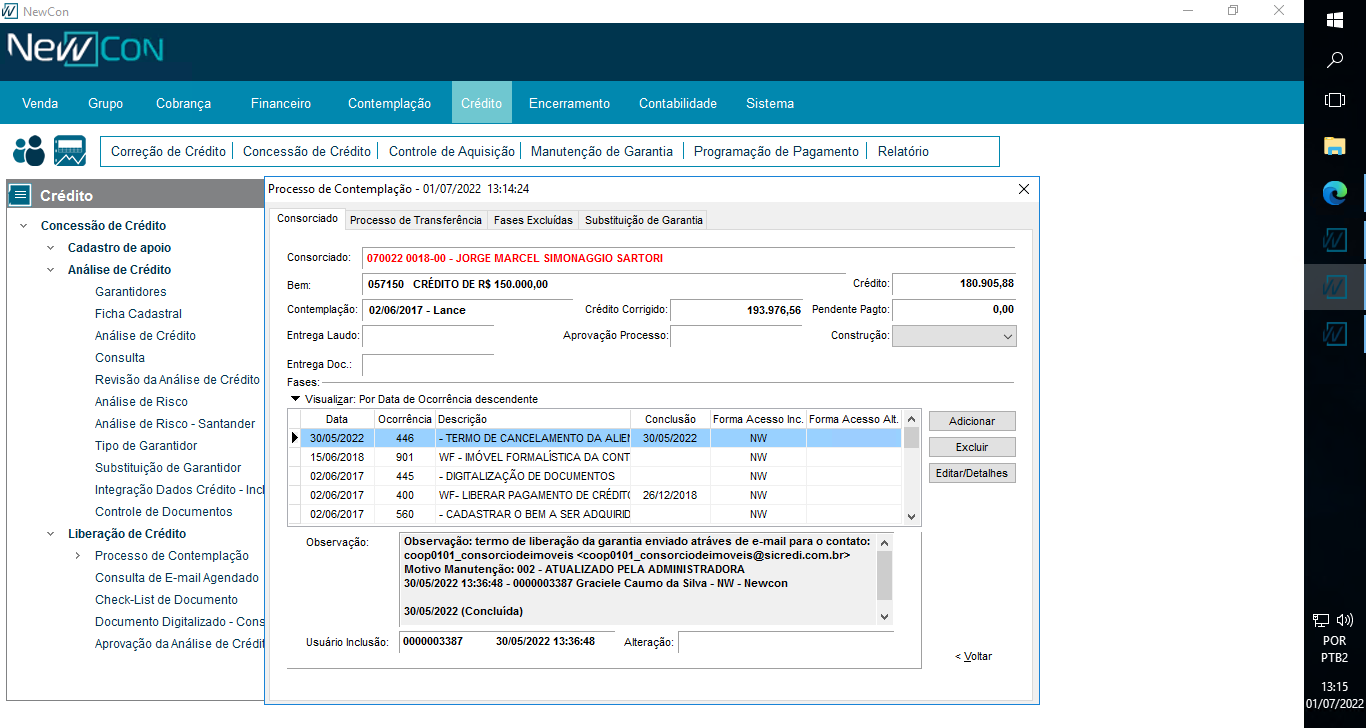 NewCon
NewCon
Venda Grupo Cobrança Financeiro Contemplação Crédito Encerramento Contabilidade Sistema
Correção de Crédito Concessão de Crédito Controle de Aquisição Manutenção de Garantia Programação de Pagamento Relatório
Crédito
Concessão de Crédito
Cadastro de apoio
Análise de Crédito
Garantidores
Ficha Cadastral
Análise de Crédito
Consulta
Revisão da Análise de Crédito
Análise de Risco
Análise de Risco - Santander
Tipo de Garantidor
Substituição de Garantidor
Integração Dados Crédito - Incl
Controle de Documentos
Liberação de Crédito
Processo de Contemplação
Consulta de E-mail Agendado
Check-List de Documento
Documento Digitalizado - Cons
Aprovação da Análise de Crédit
Processo de Contemplação - 01/07/2022 13:14:24
Consorciado Processo de Transferência Fases Excluídas Substituição de Garantia
Consorciado: 070022 0018-00 - JORGE MARCEL SIMONAGGIO SARTORI
Bem: 057150 CRÉDITO DE R$ 150.000,00 Crédito: 180.905,88
Contemplação: 02/06/2017 - Lance Crédito Corrigido: 193.976,56 Pendente Pagto: 0,00
Entrega Laudo: Aprovação Processo: Construção:
Entrega Doc.:
Fases:
Visualizar: Por Data de Ocorrência descendente
Data Ocorrência Descrição Conclusão Forma Acesso Inc. Forma Acesso Alt.
30/05/2022 446 - TERMO DE CANCELAMENTO DA ALIEN 30/05/2022 NW
15/06/2018 901 WF - IMÓVEL FORMALÍSTICA DA CONT NW
02/06/2017 445 - DIGITALIZAÇÃO DE DOCUMENTOS NW
02/06/2017 400 WF- LIBERAR PAGAMENTO DE CRÉDITO 26/12/2018 NW
02/06/2017 560 - CADASTRAR O BEM A SER ADQUIRID NW
Adicionar
Excluir
Editar/Detalhes
Observação: Observação: termo de liberação da garantia enviado atráves de e-mail para o contato:
coop0101_consorciodeimoveis <coop0101_consorciodeimoveis@sicredi.com.br>
Motivo Manutenção: 002 - ATUALIZADO PELA ADMINISTRADORA
30/05/2022 13:36:48 - 0000003387 Graciele Caumo da Silva - NW - Newcon
30/05/2022 (Concluída)
Usuário Inclusão: 0000003387 30/05/2022 13:36:48 Alteração:
< Voltar
POR
PTB2
13:15
01/07/2022